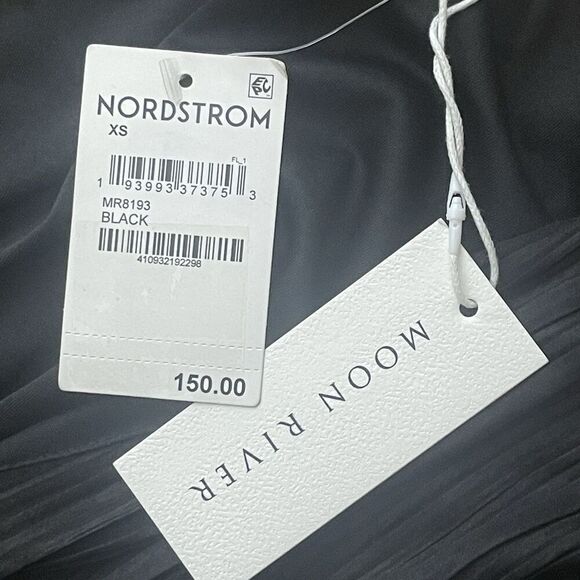 NORDSTROM
XS
FL_1
1 93993 37375 3
MR8193
BLACK
410932192298
150.00
MOON RIVER